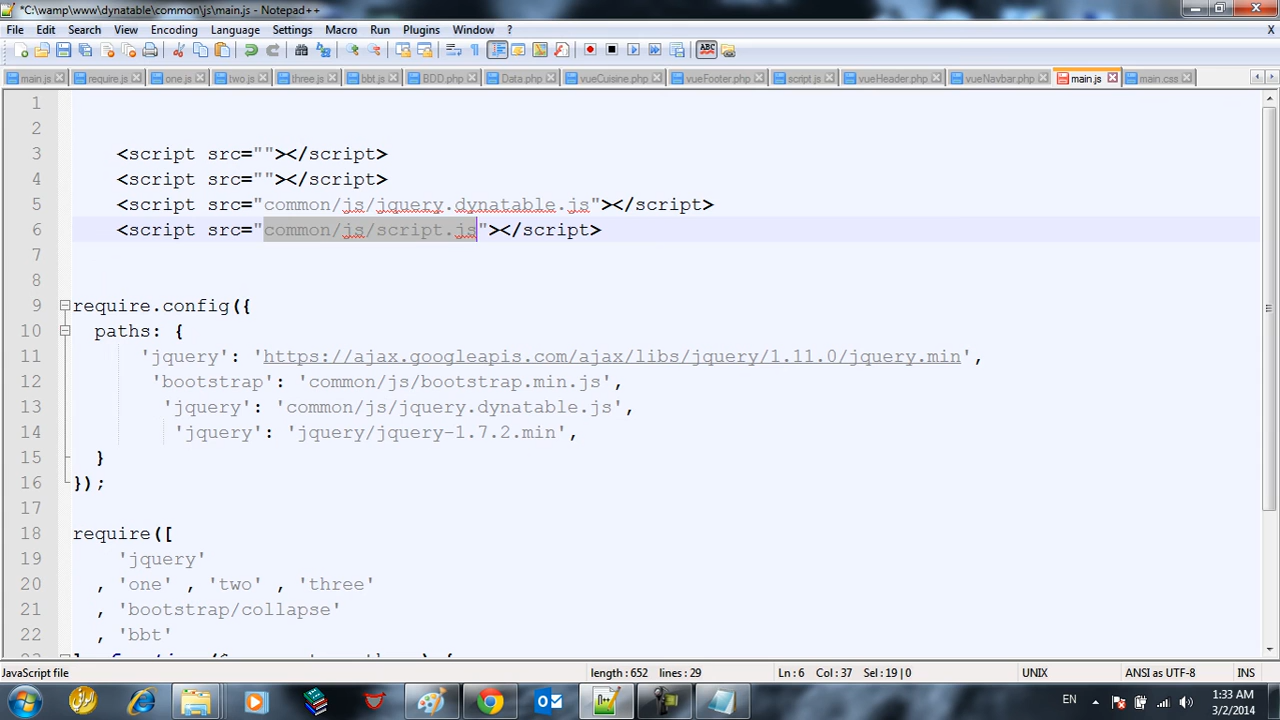 *C:\wamp\www\dynatable\common\js\main.js - Notepad++
File Edit Search View Encoding Language Settings Macro Run Plugins Window ? X
main.js require.js one.js two.js three.js bbt.js BDD.php Data.php vueCuisine.php vueFooter.php script.js vueHeader.php vueNavbar.php main.js main.css
1
2
3 <script src=""></script>
4 <script src=""></script>
5 <script src="common/js/jquery.dynatable.js"></script>
6 <script src="common/js/script.js"></script>
7
8
9 require.config({
10 paths: {
11 'jquery': 'https://ajax.googleapis.com/ajax/libs/jquery/1.11.0/jquery.min',
12 'bootstrap': 'common/js/bootstrap.min.js',
13 'jquery': 'common/js/jquery.dynatable.js',
14 'jquery': 'jquery/jquery-1.7.2.min',
15 }
16 });
17
18 require([
19 'jquery'
20 , 'one' , 'two' , 'three'
21 , 'bootstrap/collapse'
22 , 'bbt'
JavaScript file length : 652 lines : 29 Ln : 6 Col : 37 Sel : 19 | 0 UNIX ANSI as UTF-8 INS
EN 1:33 AM
3/2/2014